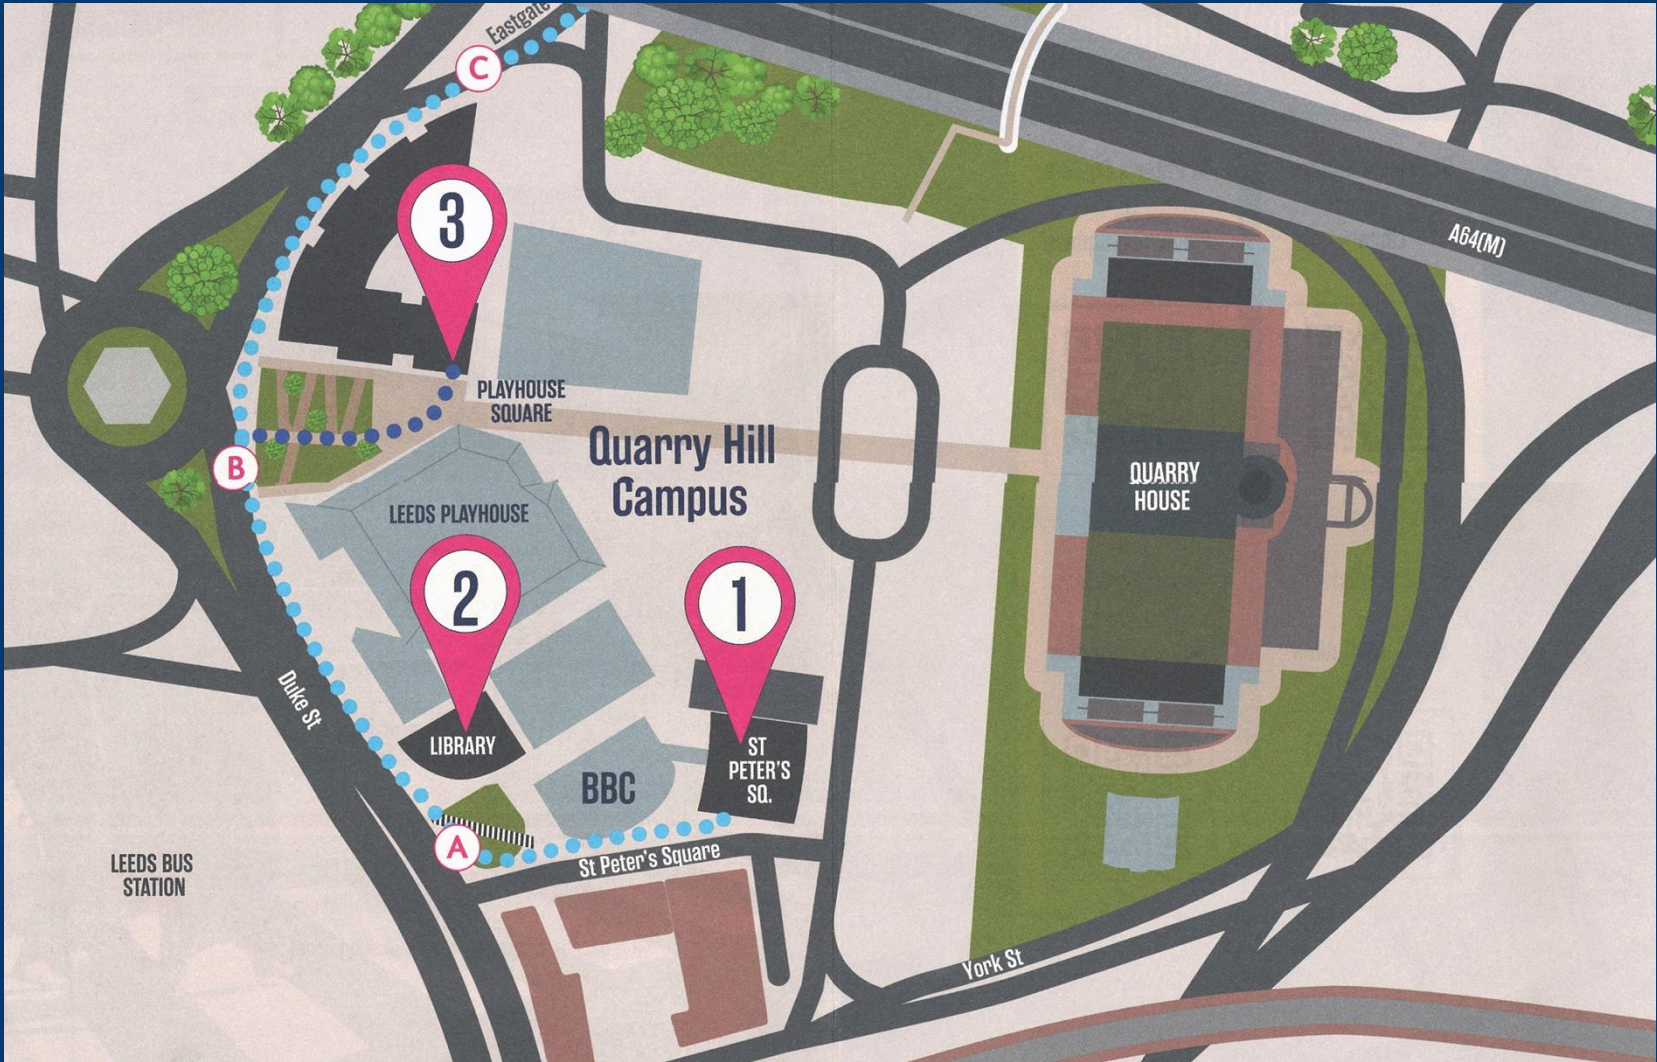 Eastgate
C
3
A64(M)
PLAYHOUSE
SQUARE
Quarry Hill
Campus
B
QUARRY
HOUSE
LEEDS PLAYHOUSE
2
1
Duke St
LIBRARY
ST
PETER'S
SQ.
BBC
A
St Peter's Square
LEEDS BUS
STATION
York St